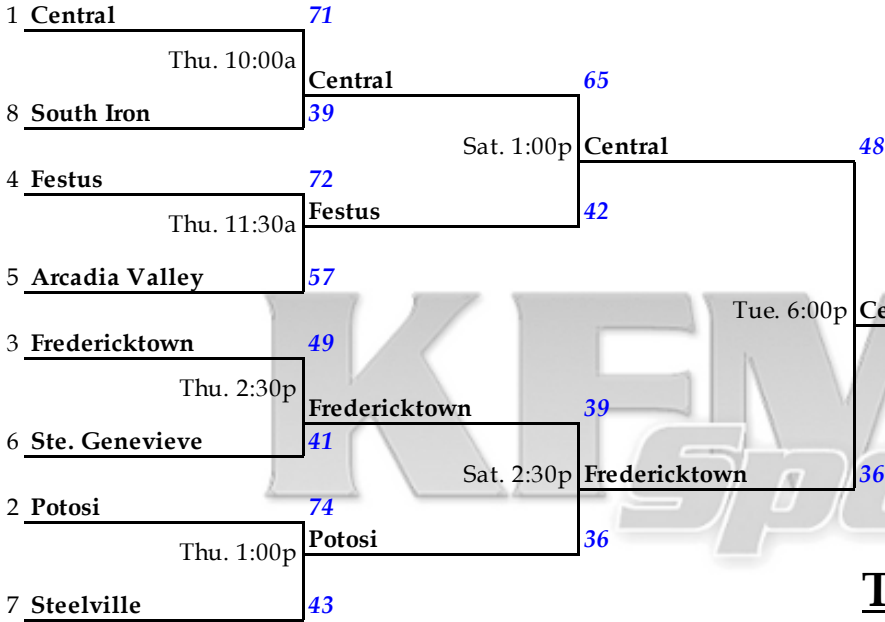 1 Central 71
Thu. 10:00a
Central 65
8 South Iron 39
Sat. 1:00p Central 48
4 Festus 72
Thu. 11:30a
Festus 42
5 Arcadia Valley 57
Tue. 6:00p Ce
3 Fredericktown 49
Thu. 2:30p
Fredericktown 39
6 Ste. Genevieve 41
Sat. 2:30p Fredericktown 36
2 Potosi 74
Thu. 1:00p
Potosi 36
7 Steelville 43
KFM
Spo
T